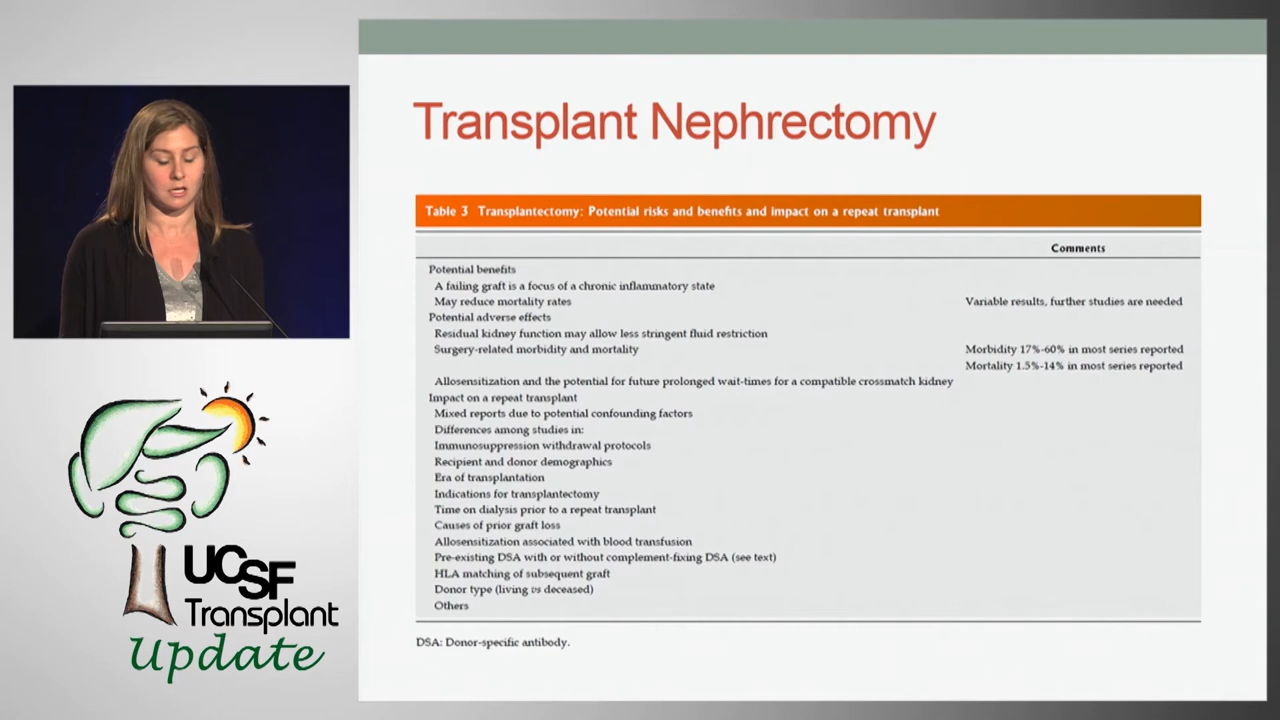 Transplant Nephrectomy
Table 3 Transplantectomy: Potential risks and benefits and impact on a repeat transplant
Comments
Potential benefits
A failing graft is a focus of a chronic inflammatory state
May reduce mortality rates Variable results, further studies are needed
Potential adverse effects
Residual kidney function may allow less stringent fluid restriction
Surgery-related morbidity and mortality Morbidity 17%-60% in most series reported
Mortality 1.5%-14% in most series reported
Allosensitization and the potential for future prolonged wait-times for a compatible crossmatch kidney
Impact on a repeat transplant
Mixed reports due to potential confounding factors
Differences among studies in:
Immunosuppression withdrawal protocols
Recipient and donor demographics
Era of transplantation
Indications for transplantectomy
Time on dialysis prior to a repeat transplant
Causes of prior graft loss
Allosensitization associated with blood transfusion
Pre-existing DSA with or without complement-fixing DSA (see text)
HLA matching of subsequent graft
Donor type (living vs deceased)
Others
DSA: Donor-specific antibody.
UCSF
Transplant
Update